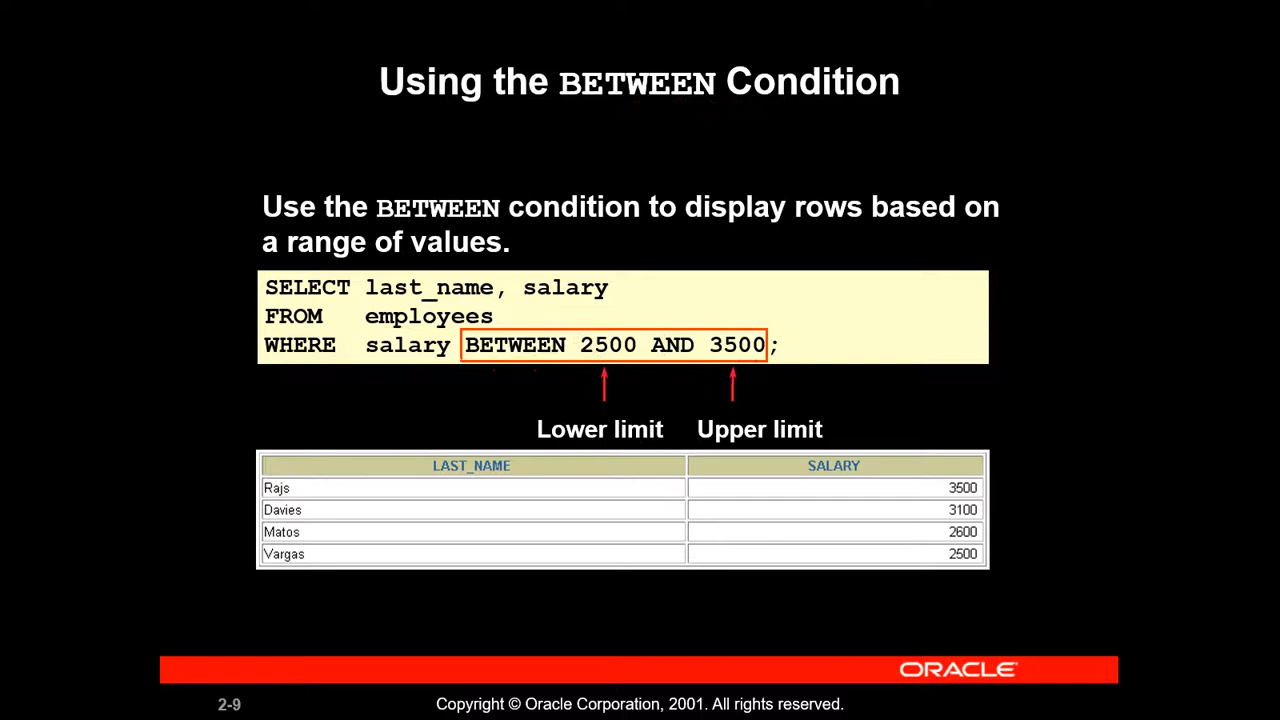 Using the BETWEEN Condition
Use the BETWEEN condition to display rows based on
a range of values.
SELECT last_name, salary
FROM   employees
WHERE  salary BETWEEN 2500 AND 3500;
Lower limit   Upper limit
LAST_NAME   SALARY
Rajs   3500
Davies   3100
Matos   2600
Vargas   2500
ORACLE
2-9   Copyright © Oracle Corporation, 2001. All rights reserved.